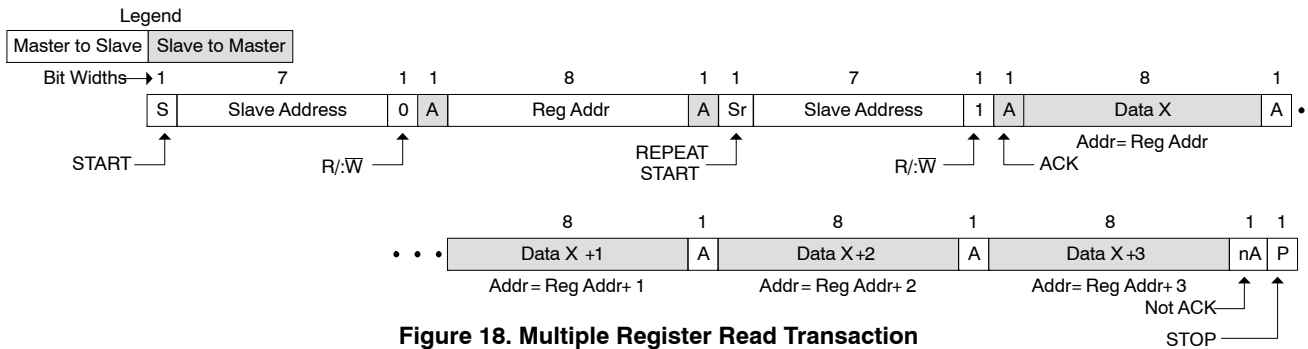 Legend
Master to Slave Slave to Master
Bit Widths 1 7 1 1 8 1 1 7 1 1 8 1
S Slave Address 0 A Reg Addr A Sr Slave Address 1 A Data X A
Addr= Reg Addr
START R/:W̅ REPEAT START R/:W̅ ACK
8 1 8 1 8 1 1
• • • Data X +1 A Data X+2 A Data X+3 nA P
Addr= Reg Addr+ 1 Addr= Reg Addr+ 2 Addr= Reg Addr+ 3
Not ACK
Figure 18. Multiple Register Read Transaction
STOP